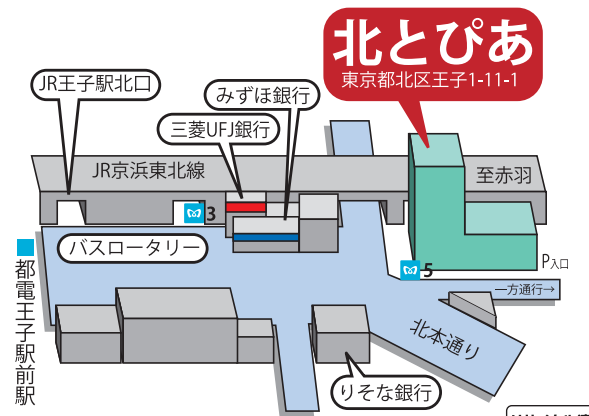 北とぴあ
東京都北区王子1-11-1
JR王子駅北口
みずほ銀行
三菱UFJ銀行
JR京浜東北線
至赤羽
3
バスロータリー
5
P入口
一方通行→
都電王子駅前駅
北本通り
りそな銀行